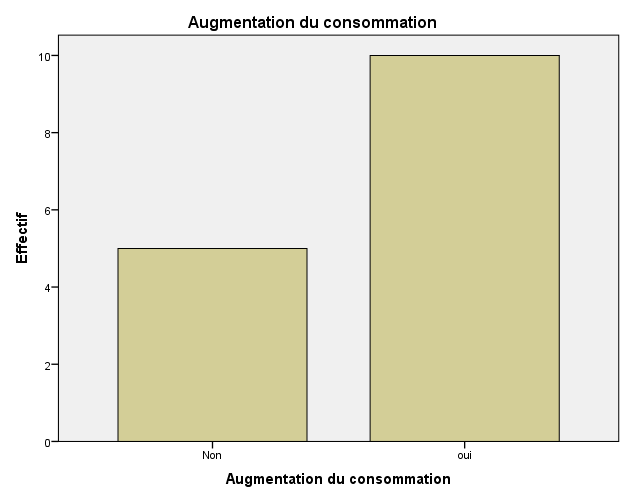 Augmentation du consommation
Effectif
10
8
6
4
2
0
Non oui
Augmentation du consommation